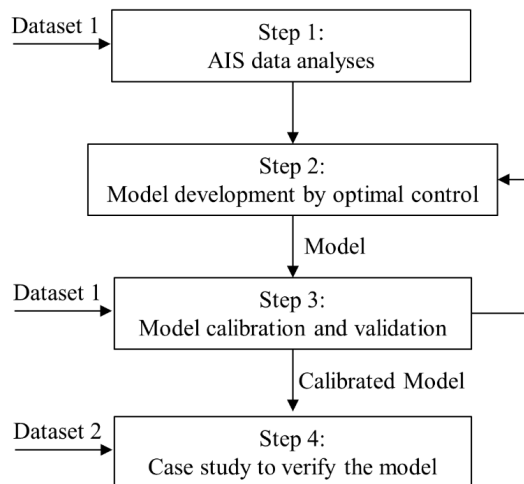 Dataset 1
Step 1:
AIS data analyses
Step 2:
Model development by optimal control
Model
Dataset 1
Step 3:
Model calibration and validation
Calibrated Model
Dataset 2
Step 4:
Case study to verify the model